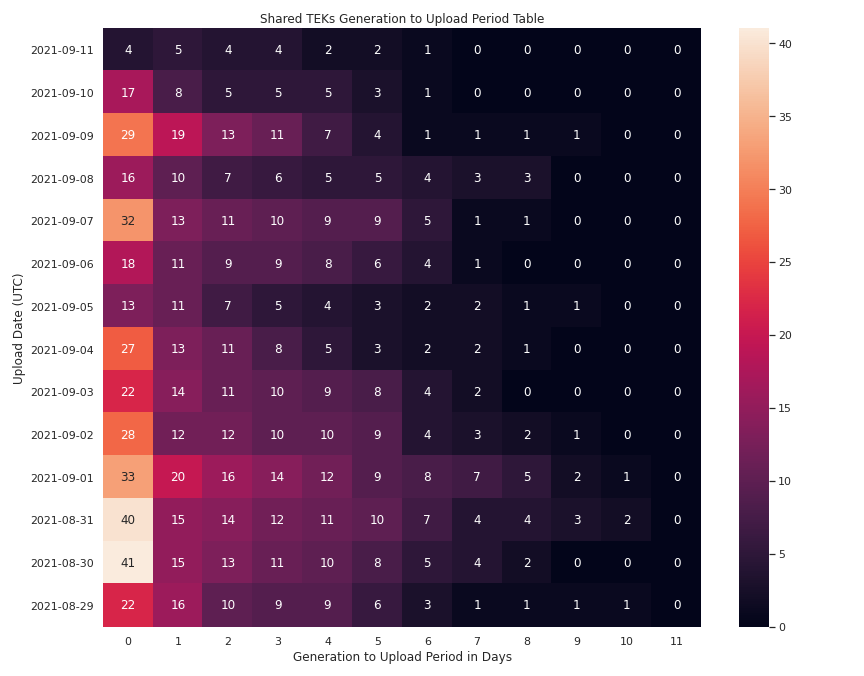 Shared TEKs Generation to Upload Period Table
Upload Date (UTC)
2021-09-11 4 5 4 4 2 2 1 0 0 0 0 0
2021-09-10 17 8 5 5 5 3 1 0 0 0 0 0
2021-09-09 29 19 13 11 7 4 1 1 1 1 0 0
2021-09-08 16 10 7 6 5 5 4 3 3 0 0 0
2021-09-07 32 13 11 10 9 9 5 1 1 0 0 0
2021-09-06 18 11 9 9 8 6 4 1 0 0 0 0
2021-09-05 13 11 7 5 4 3 2 2 1 1 0 0
2021-09-04 27 13 11 8 5 3 2 2 1 0 0 0
2021-09-03 22 14 11 10 9 8 4 2 0 0 0 0
2021-09-02 28 12 12 10 10 9 4 3 2 1 0 0
2021-09-01 33 20 16 14 12 9 8 7 5 2 1 0
2021-08-31 40 15 14 12 11 10 7 4 4 3 2 0
2021-08-30 41 15 13 11 10 8 5 4 2 0 0 0
2021-08-29 22 16 10 9 9 6 3 1 1 1 1 0
0 1 2 3 4 5 6 7 8 9 10 11
Generation to Upload Period in Days
40
35
30
25
20
15
10
5
0